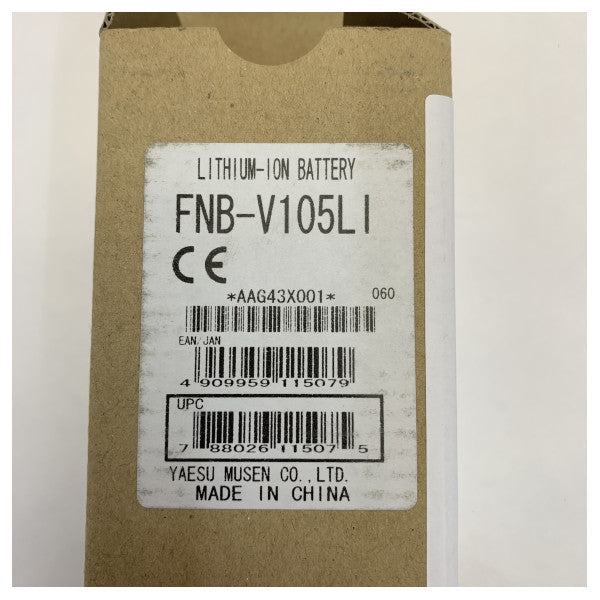 LITHIUM-ION BATTERY
FNB-V105LI
CE
*AAG43X001* 060
EAN/JAN
4 909959 115079
UPC
7 88026 11507 5
YAESU MUSEN CO.,LTD.
MADE IN CHINA